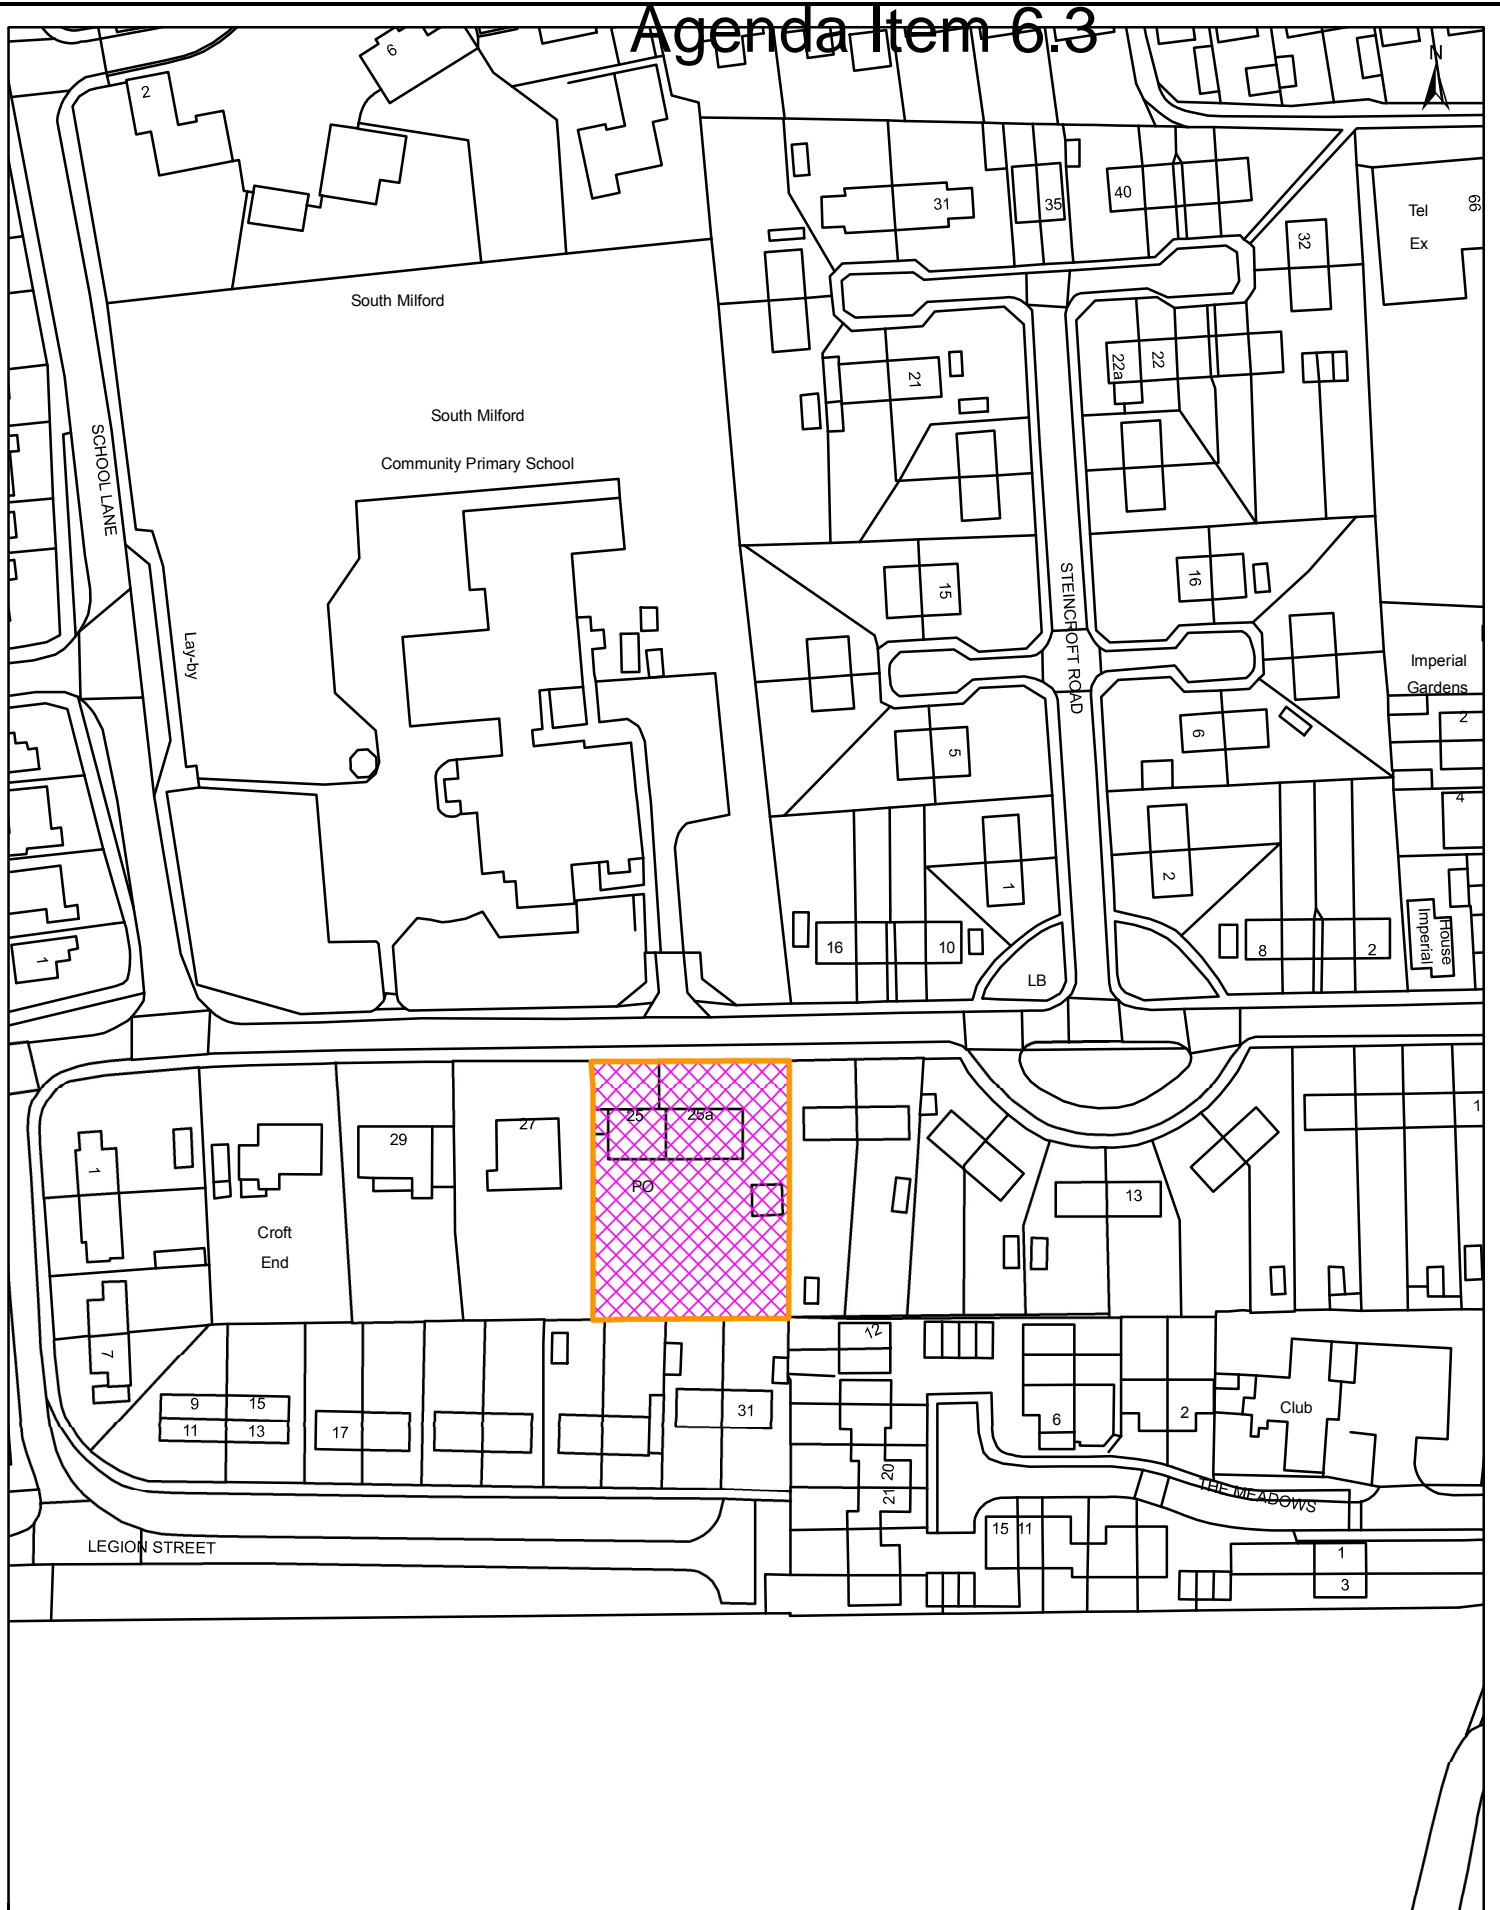 Agenda Item 6.3
N
2
6
31
35
40
32
Tel
Ex
66
South Milford
21
22a
22
South Milford
Community Primary School
SCHOOL LANE
15
16
STEINCROFT ROAD
Lay-by
Imperial
Gardens
2
5
6
4
1
2
16
10
8
2
Imperial
House
1
LB
25
25a
1
27
29
1
PO
13
Croft
End
12
7
9
15
31
6
2
Club
11
13
17
20
21
THE MEADOWS
15
11
LEGION STREET
1
3